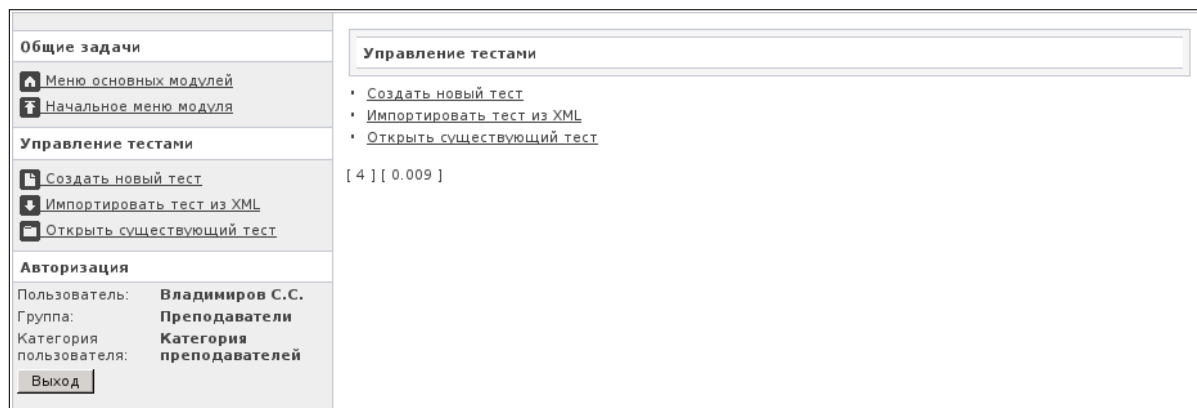 Общие задачи
Меню основных модулей
Начальное меню модуля
Управление тестами
Создать новый тест
Импортировать тест из XML
Открыть существующий тест
Авторизация
Пользователь: Владимиров С.С.
Группа: Преподаватели
Категория пользователя: Категория преподавателей
Выход
Управление тестами
Создать новый тест
Импортировать тест из XML
Открыть существующий тест
[ 4 ] [ 0.009 ]